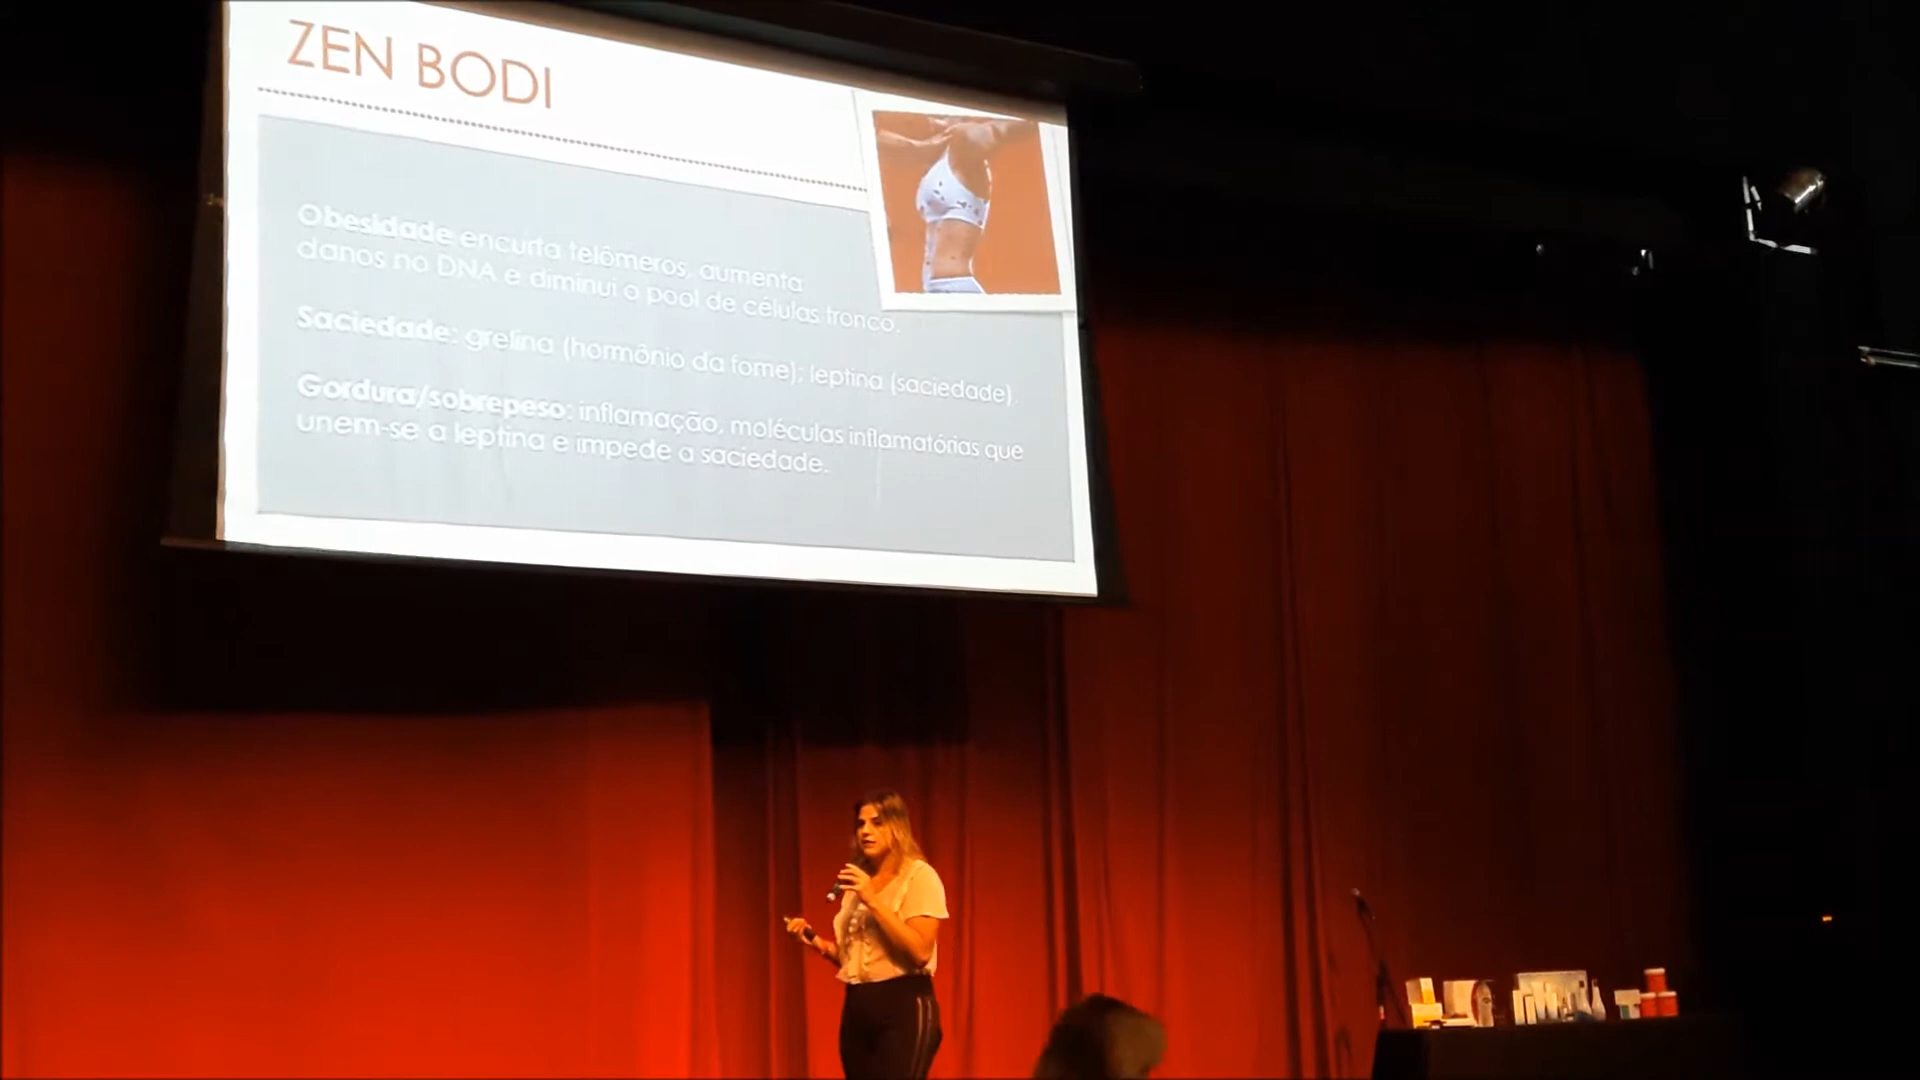 ZEN BODI
Obesidade encurta telômeros, aumenta
danos no DNA e diminui o pool de células tronco.
Saciedade: grelina (hormônio da fome); leptina (saciedade).
Gordura/sobrepeso: inflamação, moléculas inflamatórias que
unem-se a leptina e impede a saciedade.